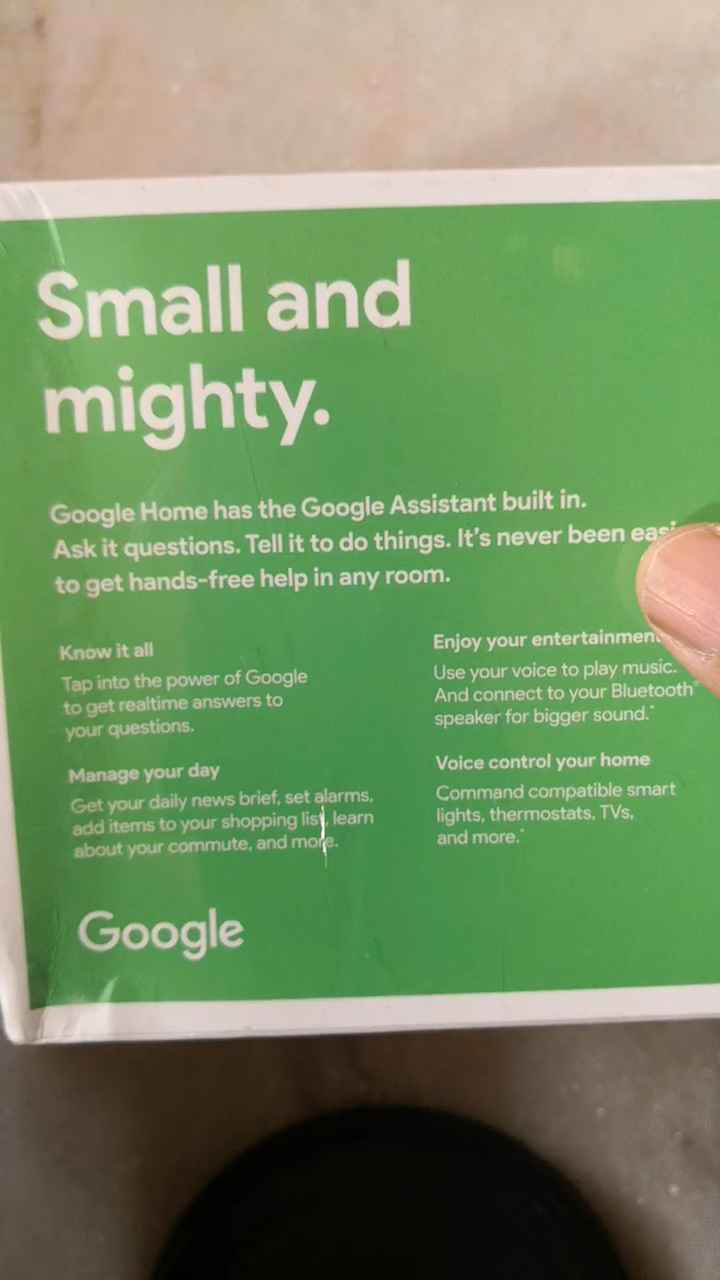 Small and
mighty.
Google Home has the Google Assistant built in.
Ask it questions. Tell it to do things. It's never been
to get hands-free help in any room.
Know it all
Tap into the power of Google
to get realtime answers to
your questions.
Manage your day
Get your daily news brief, set alarms,
add items to your shopping list, learn
about your commute, and more.
Enjoy your
Use your voice to play music.
And connect to your Bluetooth®
speaker for bigger sound.*
Voice control your home
Command compatible smart
lights, thermostats, TVs,
and more.*
Google